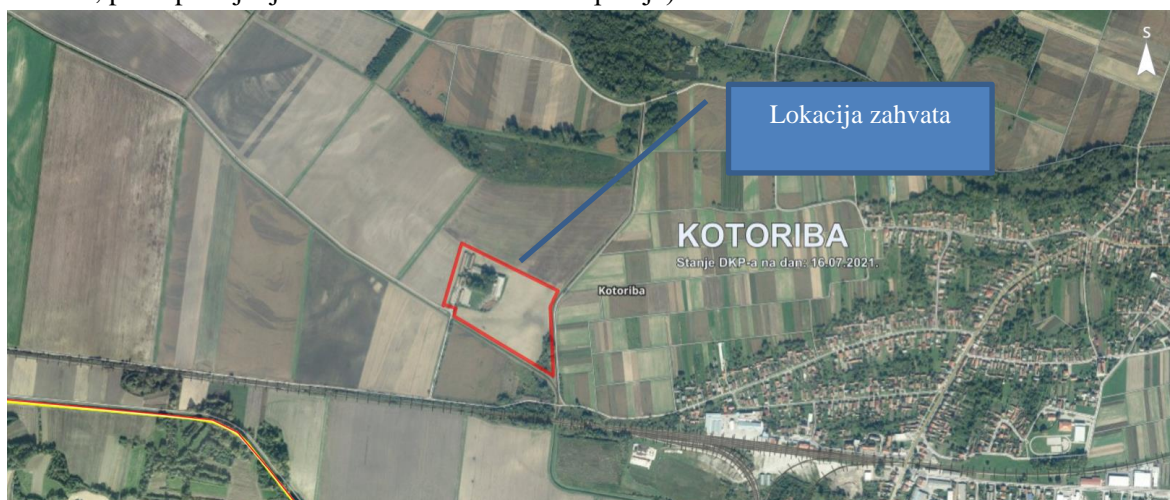 S
Lokacija zahvata
KOTORIBA
Stanje DKP-a na dan: 16.07.2021.
Kotoriba